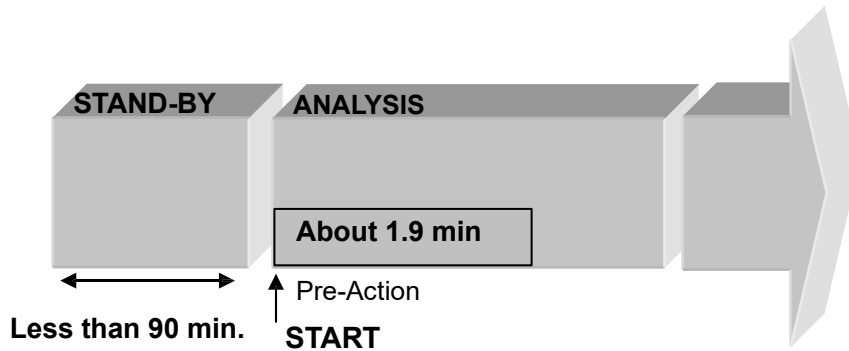 STAND-BY
ANALYSIS
About 1.9 min
Pre-Action
Less than 90 min.
START